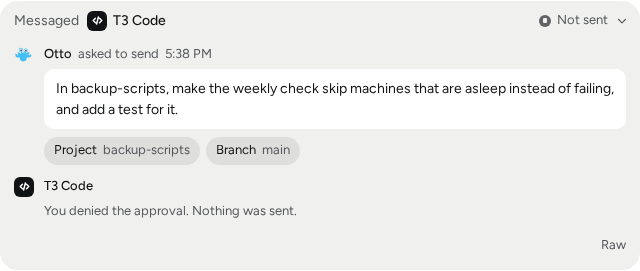 Messaged T3 Code Not sent
Otto asked to send 5:38 PM
In backup-scripts, make the weekly check skip machines that are asleep instead of failing,
and add a test for it.
Project backup-scripts Branch main
T3 Code
You denied the approval. Nothing was sent.
Raw